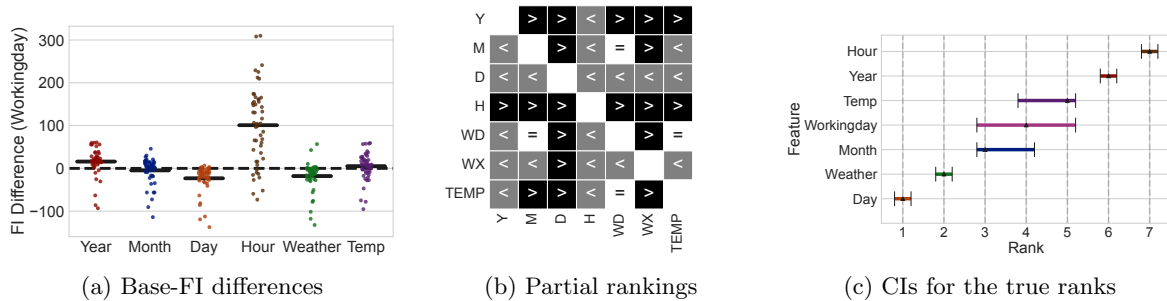 FI Difference (Workingday)
300
200
100
0
−100
Year Month Day Hour Weather Temp
(a) Base-FI differences
Y > > < > > >
M < > < = > <
D < < < < < <
H > > > > > >
WD < = > < > =
WX < < > < < <
TEMP < > > < = >
Y M D H WD WX TEMP
(b) Partial rankings
Feature
Hour
Year
Temp
Workingday
Month
Weather
Day
1 2 3 4 5 6 7
Rank
(c) CIs for the true ranks